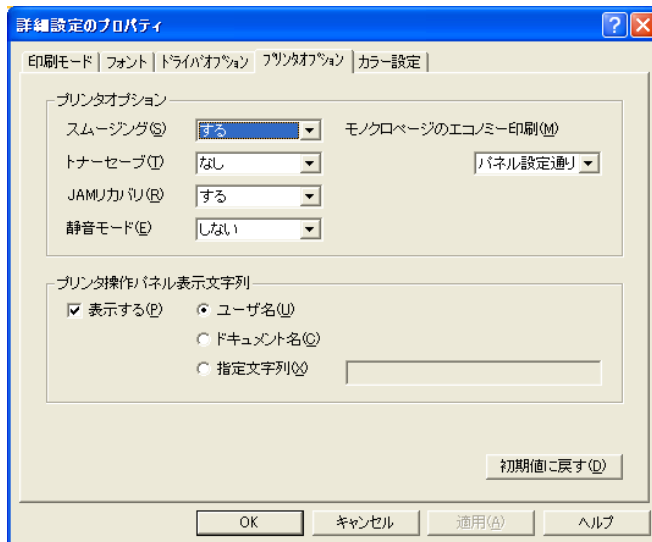 詳細設定のプロパティ
印刷モード フォント ドライバオプション プリンタオプション カラー設定
プリンタオプション
スムージング(S) する モノクロページのエコノミー印刷(M)
トナーセーブ(T) なし パネル設定通り
JAMリカバリ(R) する
静音モード(E) しない
プリンタ操作パネル表示文字列
表示する(P) ユーザ名(U)
ドキュメント名(C)
指定文字列(X)
初期値に戻す(D)
OK キャンセル 適用(A) ヘルプ